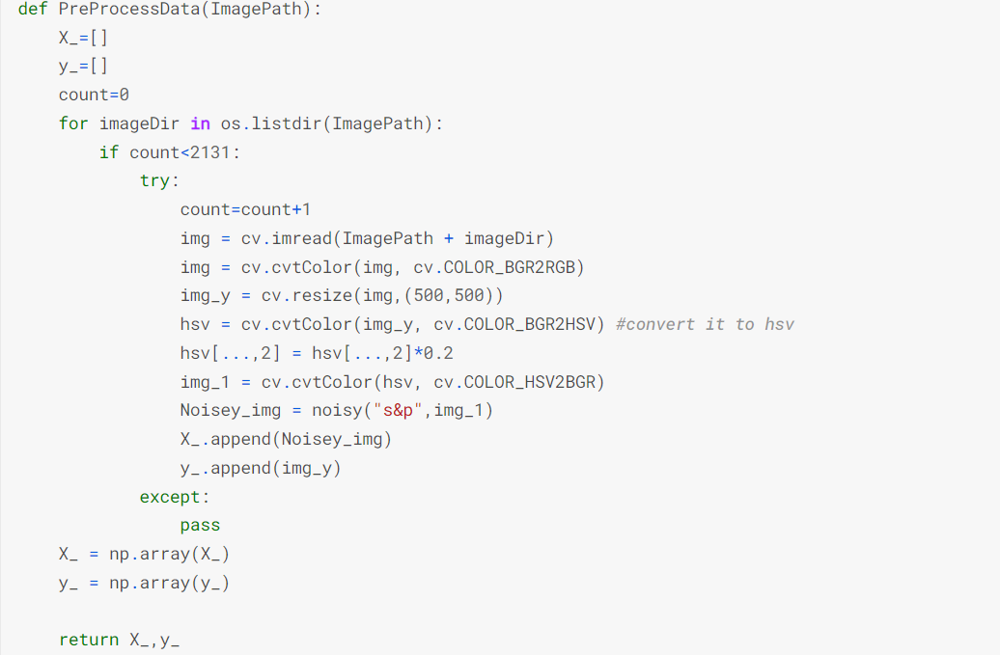 def PreProcessData(ImagePath):
    X_=[]
    y_=[]
    count=0
    for imageDir in os.listdir(ImagePath):
        if count<2131:
            try:
                count=count+1
                img = cv.imread(ImagePath + imageDir)
                img = cv.cvtColor(img, cv.COLOR_BGR2RGB)
                img_y = cv.resize(img,(500,500))
                hsv = cv.cvtColor(img_y, cv.COLOR_BGR2HSV) #convert it to hsv
                hsv[...,2] = hsv[...,2]*0.2
                img_1 = cv.cvtColor(hsv, cv.COLOR_HSV2BGR)
                Noisey_img = noisy("s&p",img_1)
                X_.append(Noisey_img)
                y_.append(img_y)
            except:
                pass
    X_ = np.array(X_)
    y_ = np.array(y_)
    return X_,y_